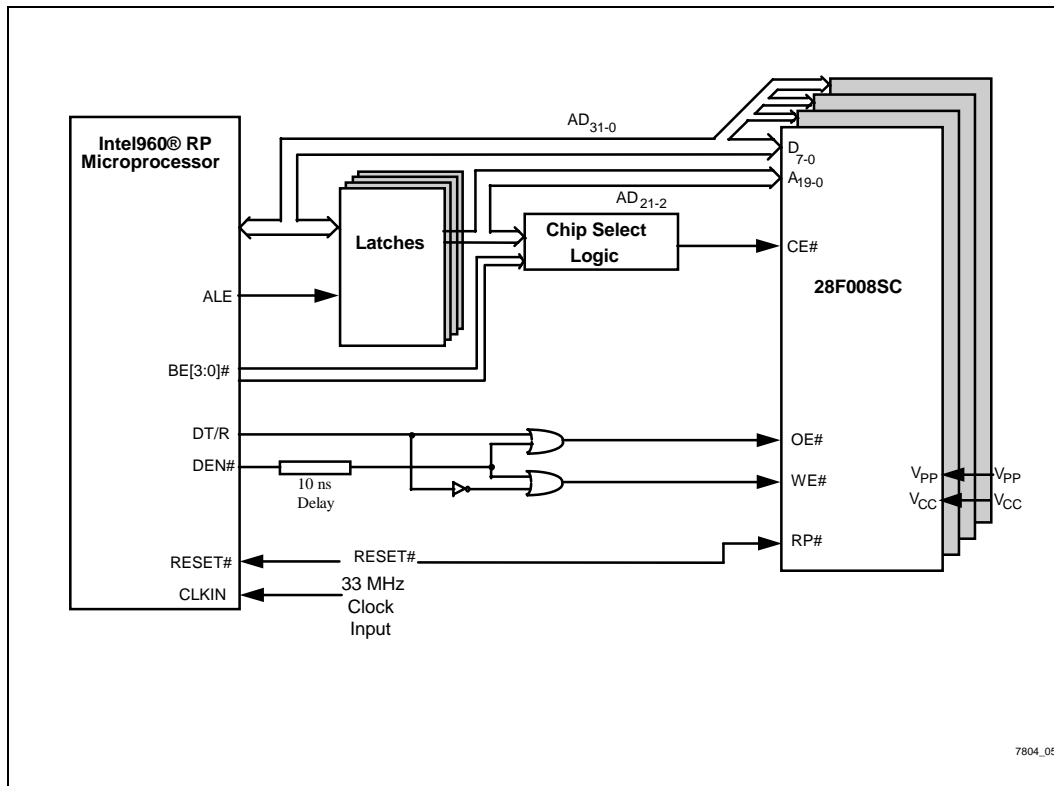 Intel960® RP
Microprocessor
AD31-0
D7-0
A19-0
AD21-2
Latches
Chip Select
Logic
CE#
28F008SC
ALE
BE[3:0]#
DT/R
DEN#
10 ns
Delay
OE#
WE#
VPP
VPP
VCC
VCC
RESET#
RESET#
RP#
CLKIN
33 MHz
Clock
Input
7804_05